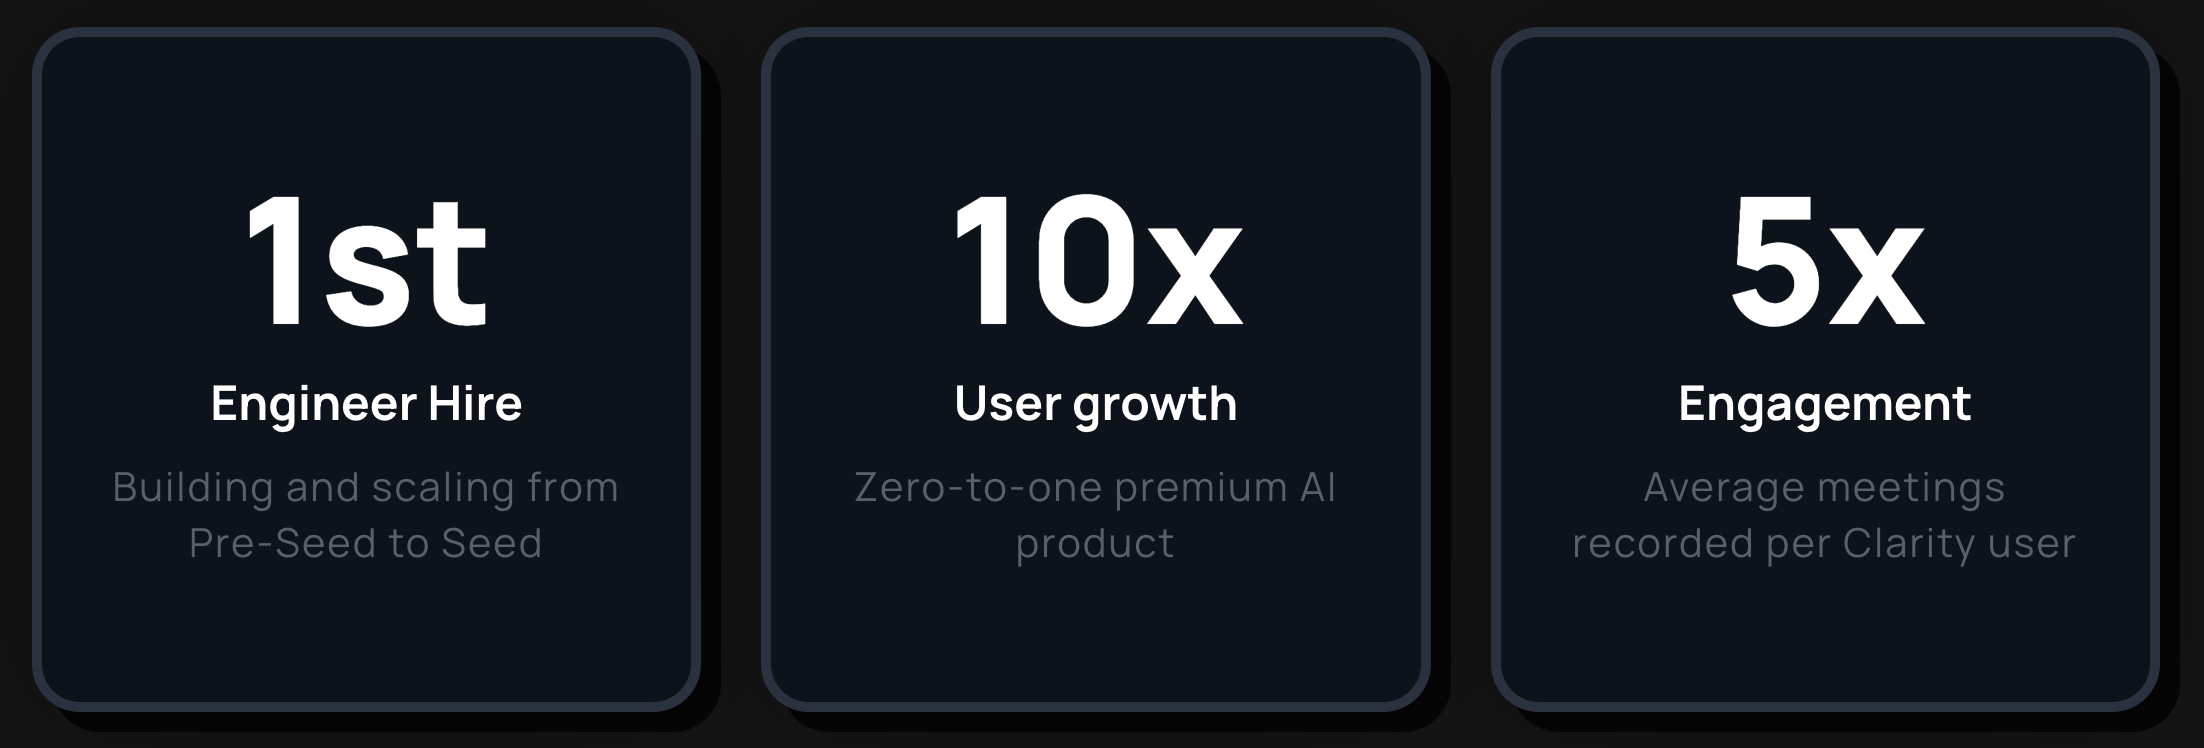 1st
Engineer Hire
Building and scaling from
Pre-Seed to Seed
10x
User growth
Zero-to-one premium AI
product
5x
Engagement
Average meetings
recorded per Clarity user